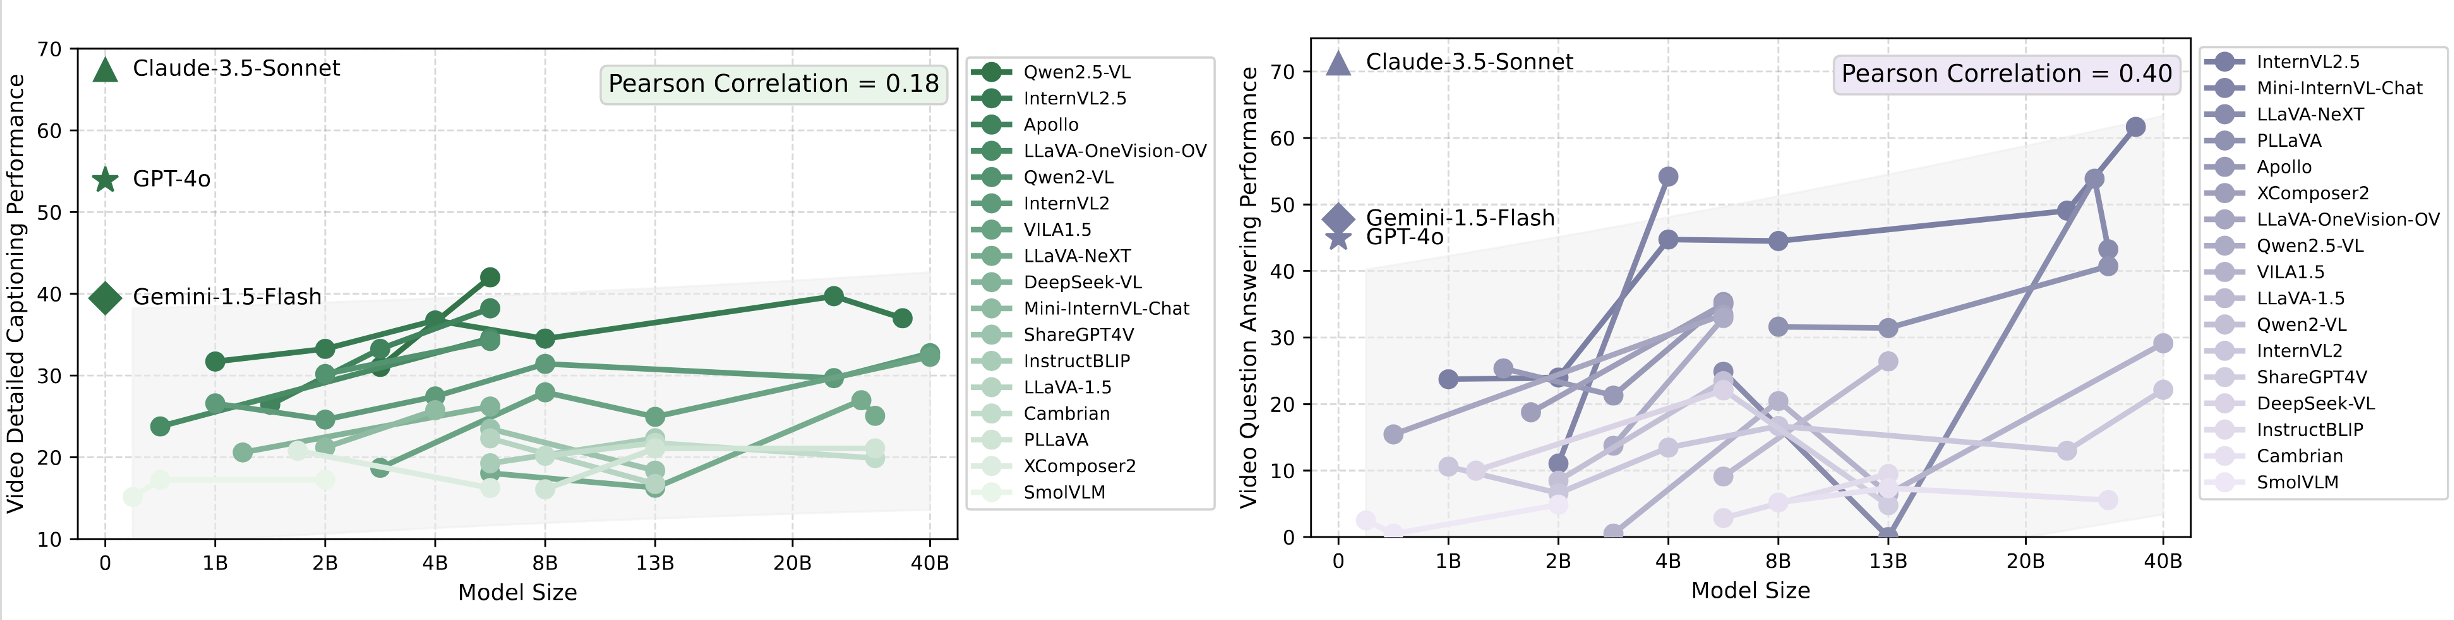 Video Detailed Captioning Performance
70
60
50
40
30
20
10
Claude-3.5-Sonnet
GPT-4o
Gemini-1.5-Flash
Pearson Correlation = 0.18
0 1B 2B 4B 8B 13B 20B 40B
Model Size
Qwen2.5-VL
InternVL2.5
Apollo
LLaVA-OneVision-OV
Qwen2-VL
InternVL2
VILA1.5
LLaVA-NeXT
DeepSeek-VL
Mini-InternVL-Chat
ShareGPT4V
InstructBLIP
LLaVA-1.5
Cambrian
PLLaVA
XComposer2
SmolVLM
Video Question Answering Performance
70
60
50
40
30
20
10
0
Claude-3.5-Sonnet
Gemini-1.5-Flash
GPT-4o
Pearson Correlation = 0.40
0 1B 2B 4B 8B 13B 20B 40B
Model Size
InternVL2.5
Mini-InternVL-Chat
LLaVA-NeXT
PLLaVA
Apollo
XComposer2
LLaVA-OneVision-OV
Qwen2.5-VL
VILA1.5
LLaVA-1.5
Qwen2-VL
InternVL2
ShareGPT4V
DeepSeek-VL
InstructBLIP
Cambrian
SmolVLM